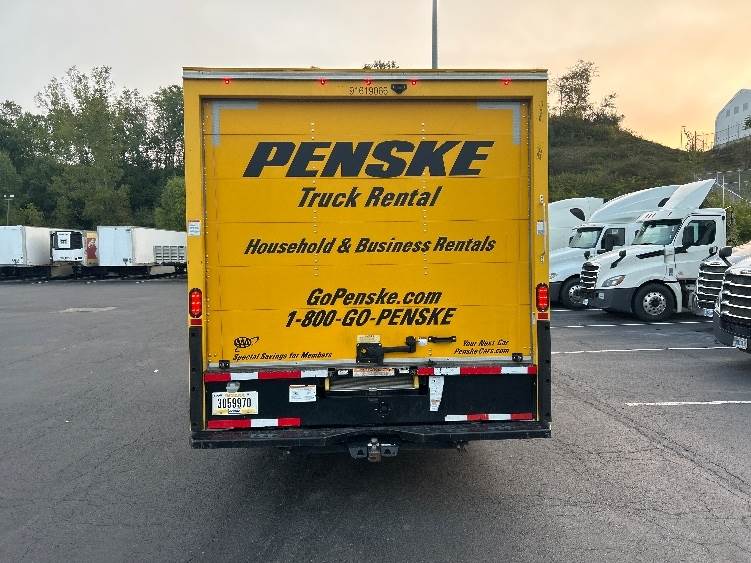 91619066
PENSKE
Truck Rental
Household & Business Rentals
GoPenske.com
1-800-GO-PENSKE
AAA
Special Savings for Members
Your Next Car
PenskeCars.com
3059970